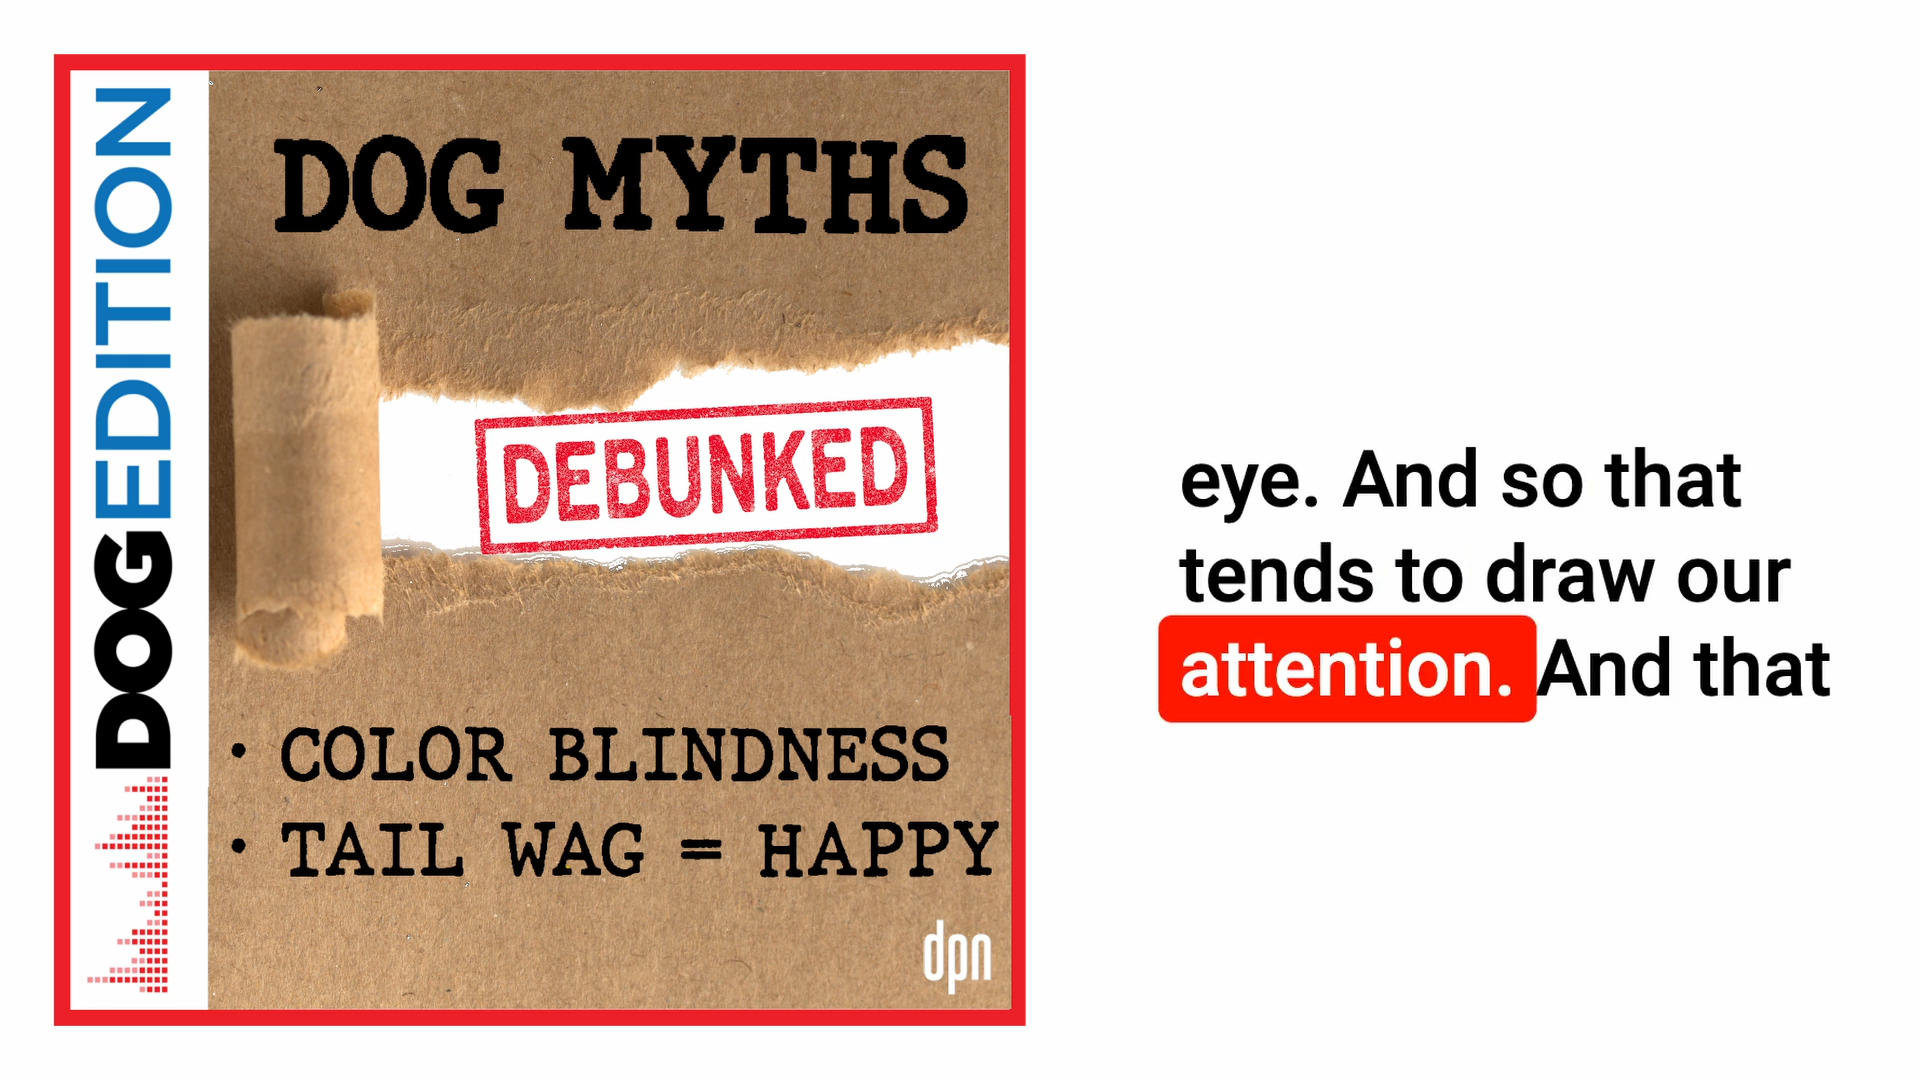 DOGEDITION
DOG MYTHS
DEBUNKED
• COLOR BLINDNESS
• TAIL WAG = HAPPY
dpn
eye. And so that
tends to draw our
attention. And that